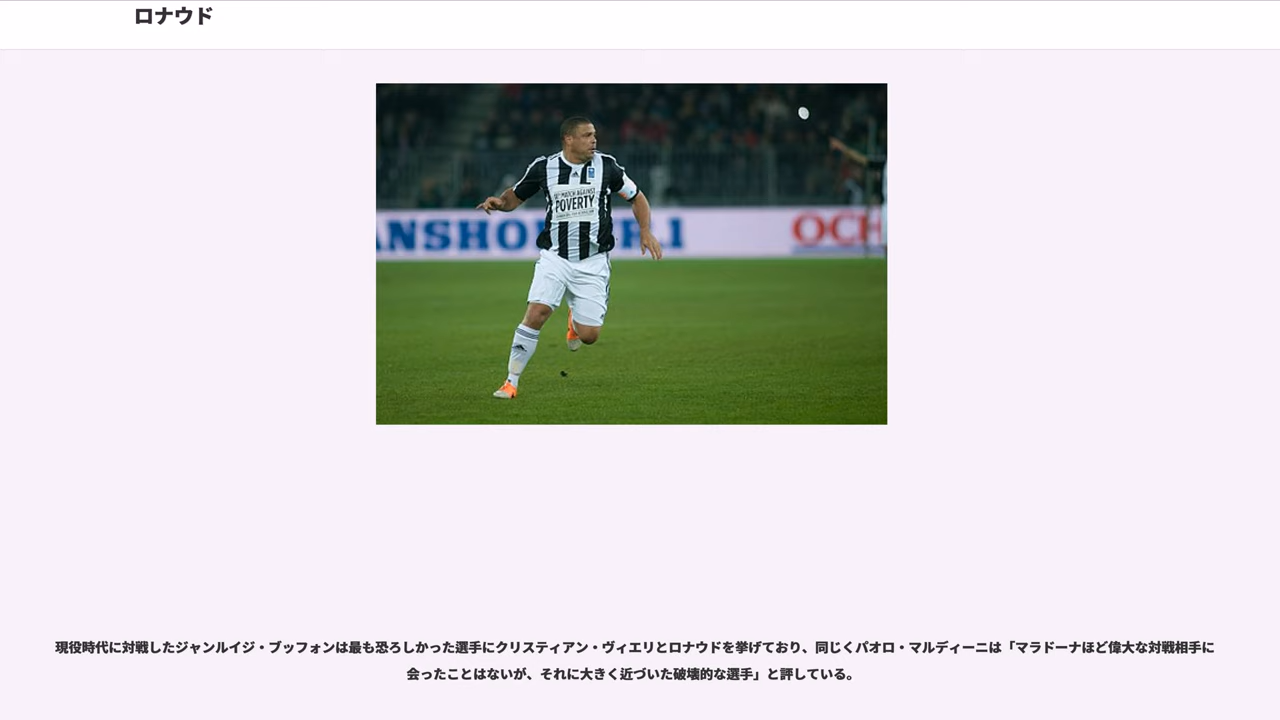 ロナウド
MATCH AGAINST
POVERTY
ANSHO
R.1
OCH
現役時代に対戦したジャンルイジ・ブッフォンは最も恐ろしかった選手にクリスティアン・ヴィエリとロナウドを挙げており、同じくパオロ・マルディーニは「マラドーナほど偉大な対戦相手に
会ったことはないが、それに大きく近づいた破壊的な選手」と評している。